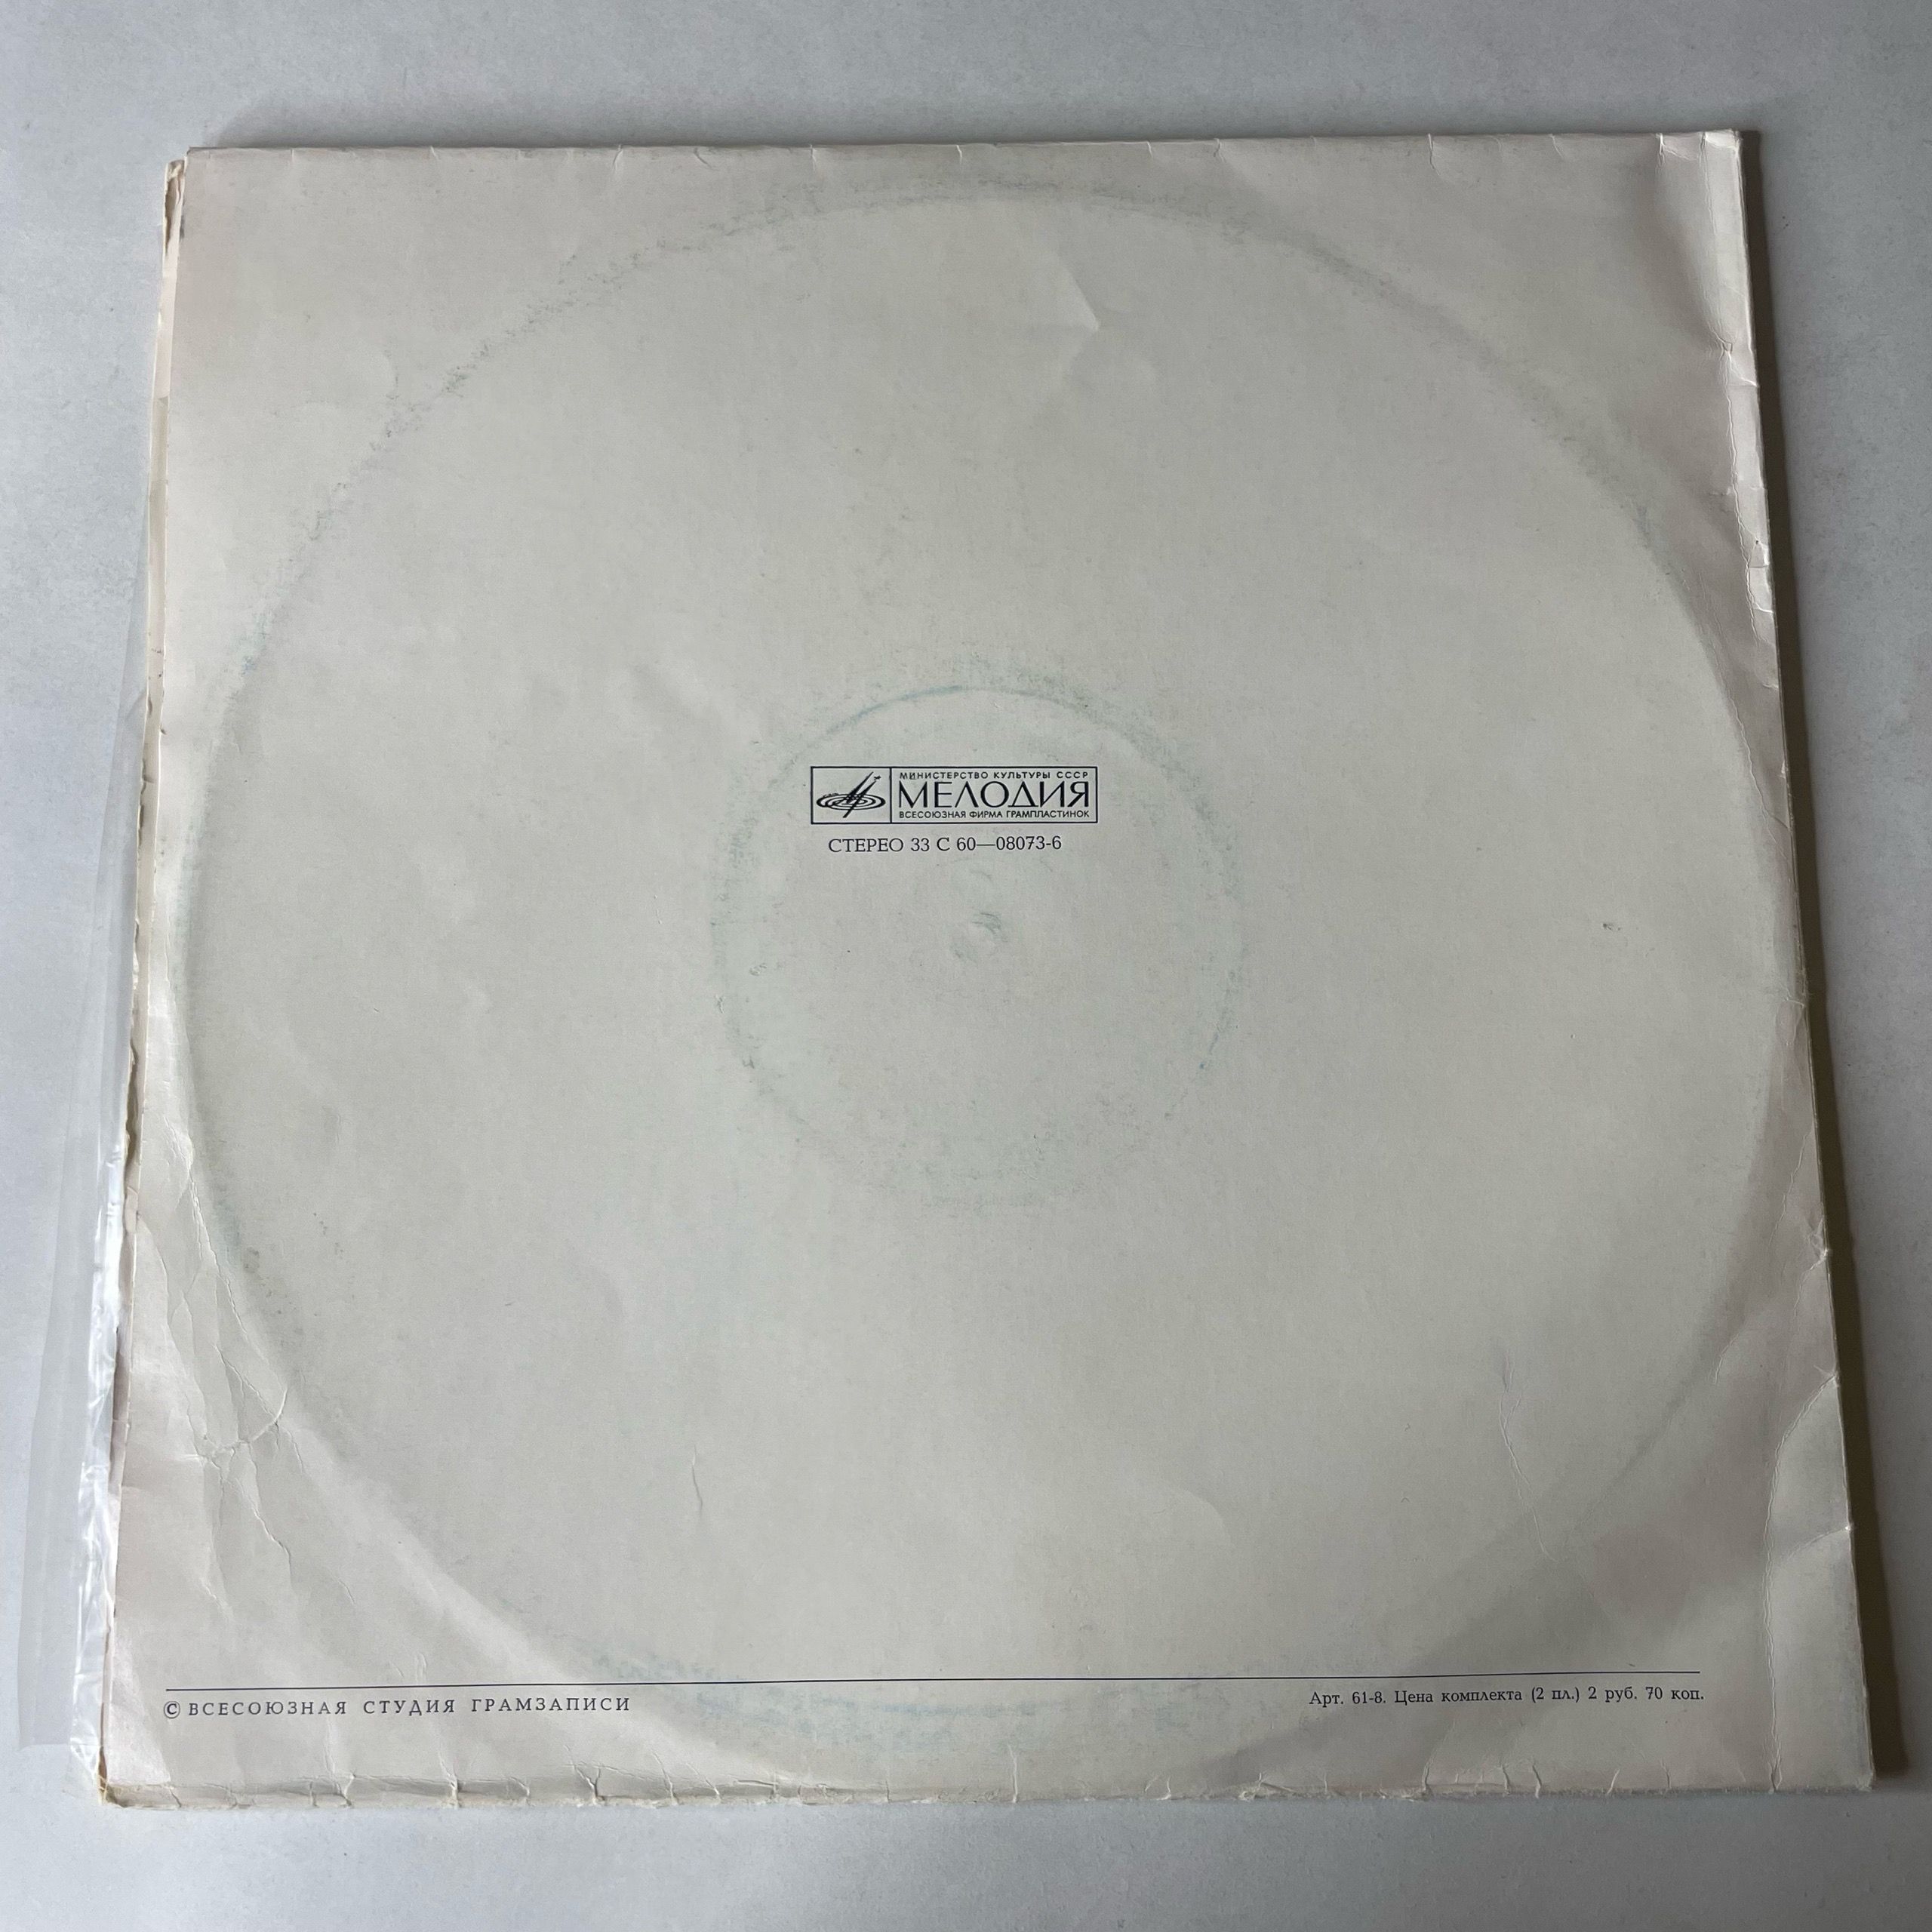 МИНИСТЕРСТВО КУЛЬТУРЫ СССР
МЕЛОДИЯ
ВСЕСОЮЗНАЯ ФИРМА ГРАМПЛАСТИНОК
СТЕРЕО 33 С 60—08073-6
© ВСЕСОЮЗНАЯ СТУДИЯ ГРАМЗАПИСИ
Арт. 61-8. Цена комплекта (2 пл.) 2 руб. 70 коп.